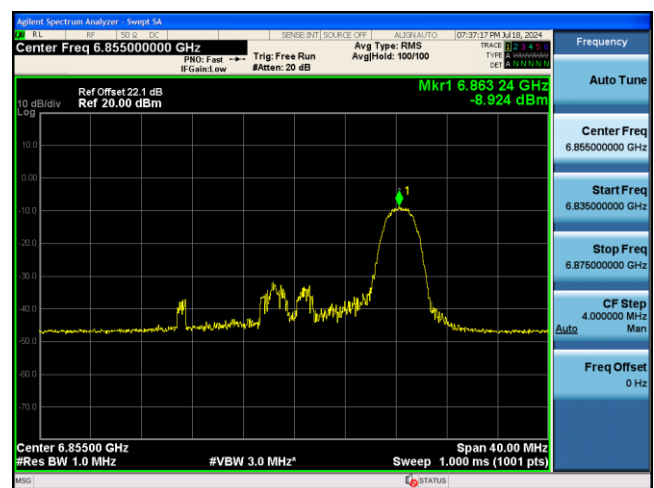 Agilent Spectrum Analyzer - Swept SA
RL RF 50 Ω DC SENSE:INT SOURCE OFF ALIGN AUTO 07:37:17 PM Jul 18, 2024
Center Freq 6.855000000 GHz
PNO: Fast
IFGain:Low
Trig: Free Run
#Atten: 20 dB
Avg Type: RMS
Avg|Hold: 100/100
TRACE 1 2 3 4 5 6
TYPE A WWWWW
DET A N N N N N
Ref Offset 22.1 dB
Ref 20.00 dBm
10 dB/div
Log
Mkr1 6.863 24 GHz
-8.924 dBm
10.0
0.00
-10.0
-20.0
-30.0
-40.0
-50.0
-60.0
-70.0
1
Center 6.85500 GHz
#Res BW 1.0 MHz
#VBW 3.0 MHz*
Span 40.00 MHz
Sweep 1.000 ms (1001 pts)
MSG
STATUS
Frequency
Auto Tune
Center Freq
6.855000000 GHz
Start Freq
6.835000000 GHz
Stop Freq
6.875000000 GHz
CF Step
4.000000 MHz
Auto Man
Freq Offset
0 Hz